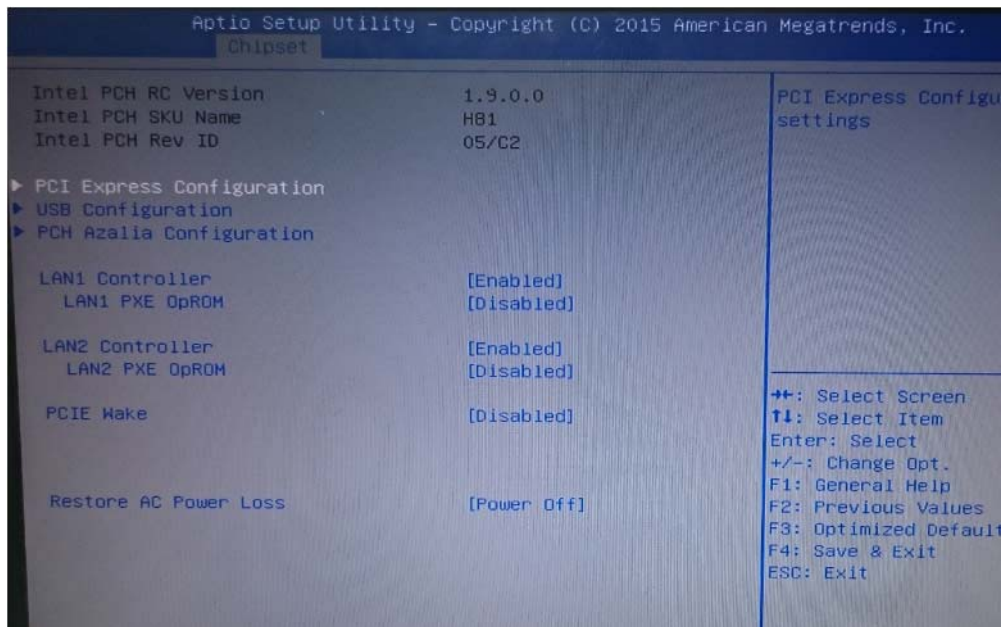 Aptio Setup Utility – Copyright (C) 2015 American Megatrends, Inc.
Chipset
Intel PCH RC Version 1.9.0.0
Intel PCH SKU Name H81
Intel PCH Rev ID 05/C2
PCI Express Configuration
USB Configuration
PCH Azalia Configuration
LAN1 Controller [Enabled]
LAN1 PXE OpROM [Disabled]
LAN2 Controller [Enabled]
LAN2 PXE OpROM [Disabled]
PCIE Wake [Disabled]
Restore AC Power Loss [Power Off]
PCI Express Configu
settings
→←: Select Screen
↑↓: Select Item
Enter: Select
+/-: Change Opt.
F1: General Help
F2: Previous Values
F3: Optimized Default
F4: Save & Exit
ESC: Exit